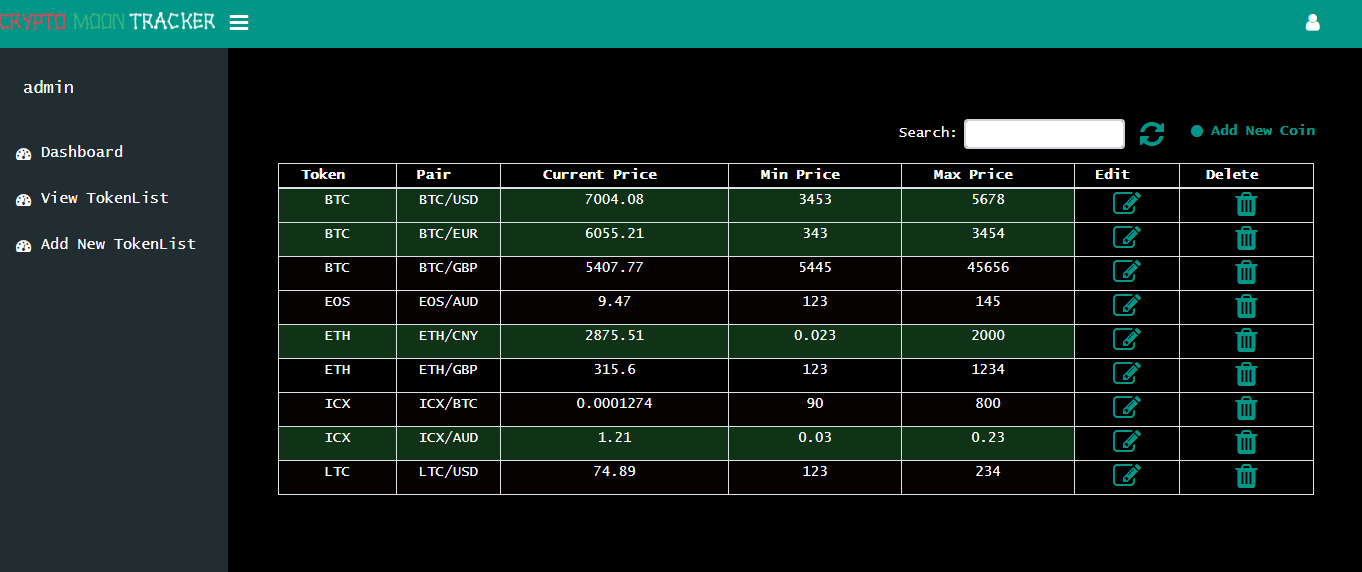 CRYPTO MOON TRACKER
admin
Dashboard
View TokenList
Add New TokenList
Search:
Add New Coin
Token Pair Current Price Min Price Max Price Edit Delete
BTC BTC/USD 7004.08 3453 5678
BTC BTC/EUR 6055.21 343 3454
BTC BTC/GBP 5407.77 5445 45656
EOS EOS/AUD 9.47 123 145
ETH ETH/CNY 2875.51 0.023 2000
ETH ETH/GBP 315.6 123 1234
ICX ICX/BTC 0.0001274 90 800
ICX ICX/AUD 1.21 0.03 0.23
LTC LTC/USD 74.89 123 234